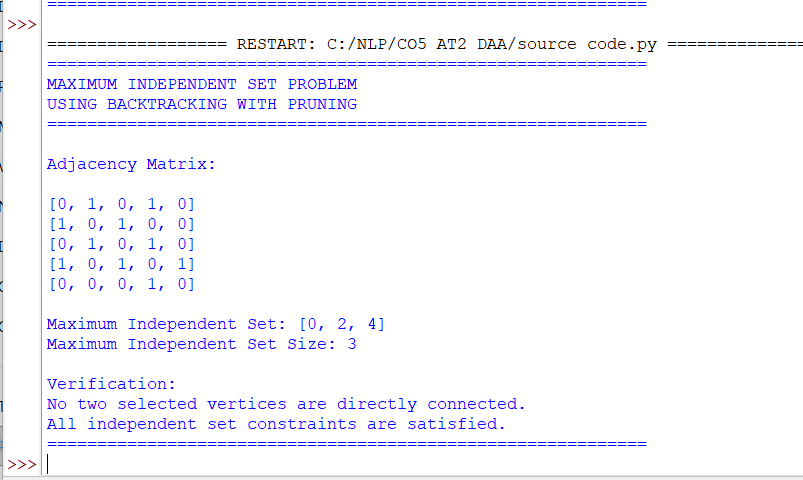 ============================================================
>>>
================== RESTART: C:/NLP/CO5 AT2 DAA/source code.py ==============
============================================================
MAXIMUM INDEPENDENT SET PROBLEM
USING BACKTRACKING WITH PRUNING
============================================================
Adjacency Matrix:
[0, 1, 0, 1, 0]
[1, 0, 1, 0, 0]
[0, 1, 0, 1, 0]
[1, 0, 1, 0, 1]
[0, 0, 0, 1, 0]
Maximum Independent Set: [0, 2, 4]
Maximum Independent Set Size: 3
Verification:
No two selected vertices are directly connected.
All independent set constraints are satisfied.
============================================================
>>>